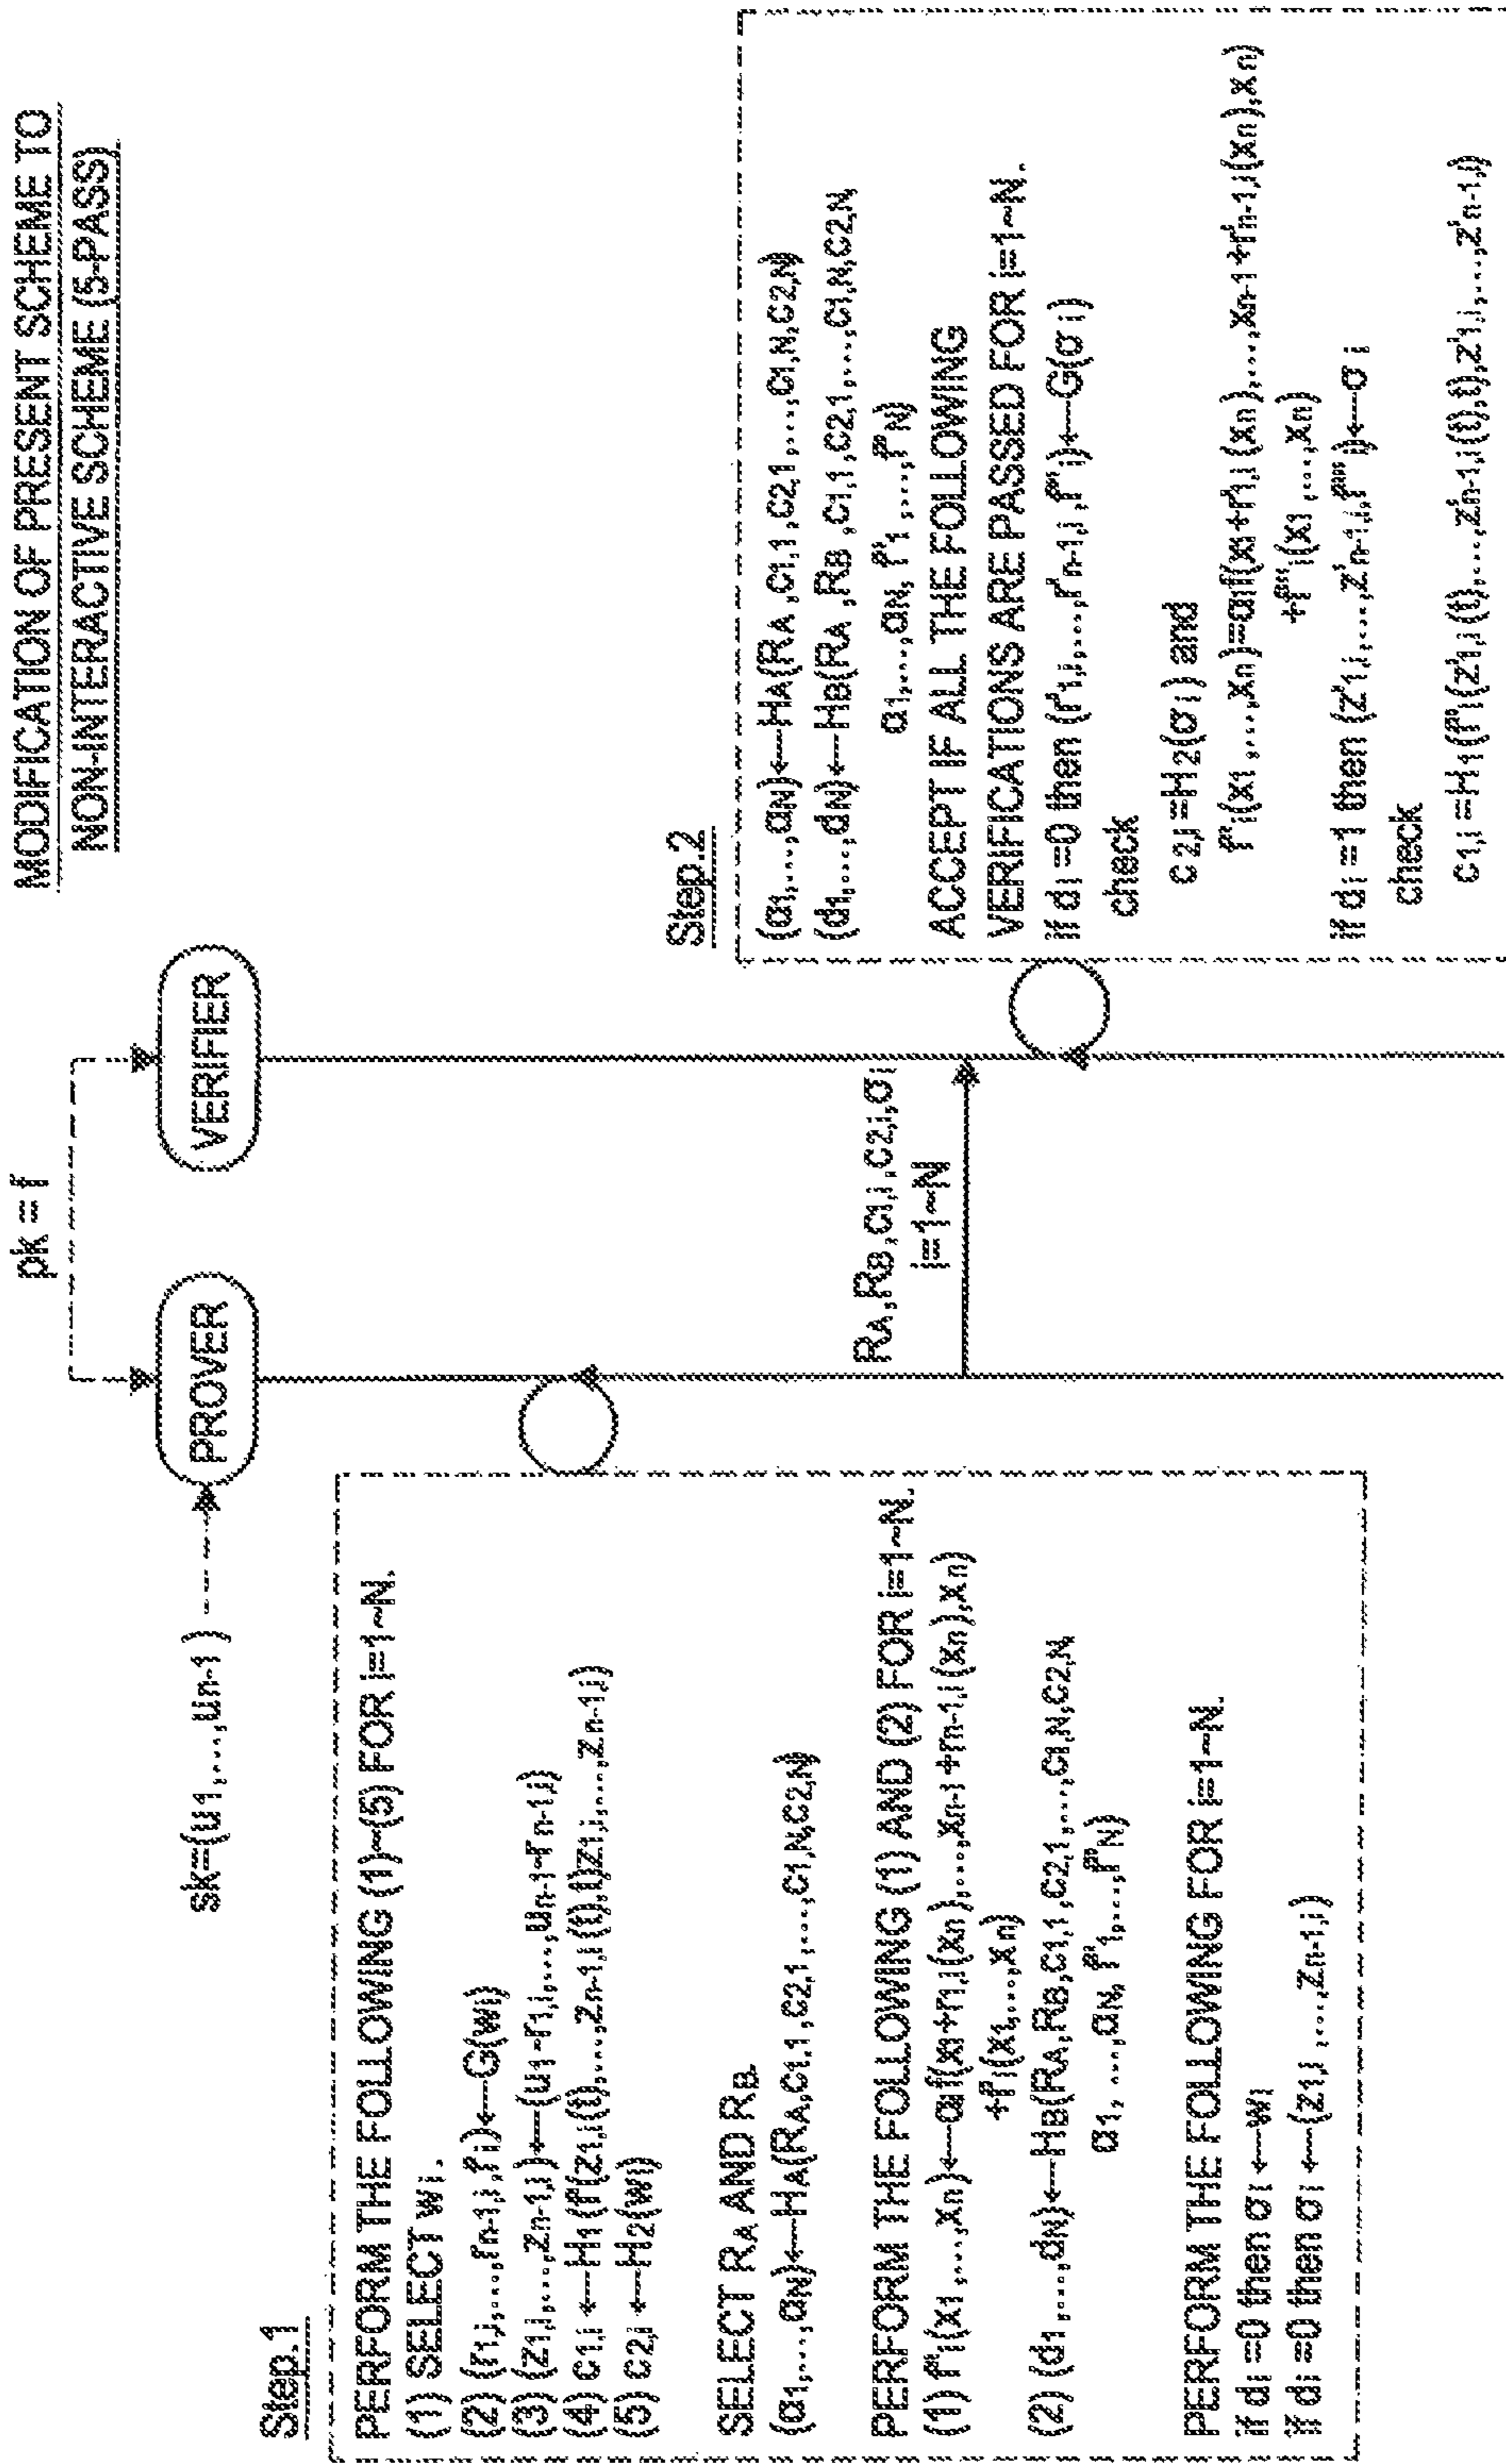 MODIFICATION OF PRESENT SCHEME TO
NON-INTERACTIVE SCHEME (5-PASS)
pk = f
sk=(u1,...,un-1)
PROVER
VERIFIER
Step.1
PERFORM THE FOLLOWING (1)~(5) FOR i=1~N.
(1) SELECT wi.
(2) (r1,i,...,rn-1,i,f'i)←G(wi)
(3) (z1,i,...,zn-1,i)←(u1-r1,i,...,un-1-rn-1,i)
(4) c1,i ←H1(f'(z1,i(t),...,zn-1,i(t),t),z1,i,...,zn-1,i)
(5) c2,i ←H2(wi)
SELECT RA AND RB.
(α1,...,αN)←HA(RA,c1,1,c2,1,...,c1,N,c2,N)
PERFORM THE FOLLOWING (1) AND (2) FOR i=1~N.
(1) f"i(x1,...,xn)←αif(x1+r1,i(xn),...,xn-1+rn-1,i(xn),xn)
+f'i(x1,...,xn)
(2) (d1,...,dN)←HB(RA,RB,c1,1,c2,1,...,c1,N,c2,N,
α1,...,αN,f"1,...,f"N)
PERFORM THE FOLLOWING FOR i=1~N.
if di =0 then σi ←wi
if di =0 then σi ←(z1,i,...,zn-1,i)
RA,RB,c1,i,c2,i,σi
i=1~N
Step.2
(α1,...,αN)←HA(RA,c1,1,c2,1,...,c1,N,c2,N)
(d1,...,dN)←HB(RA,RB,c1,1,c2,1,...,c1,N,c2,N,
α1,...,αN,f"1,...,f"N)
ACCEPT IF ALL THE FOLLOWING
VERIFICATIONS ARE PASSED FOR i=1~N.
if di =0 then (r'1,i,...,r'n-1,i,f'''i)←G(σi)
check
c2,i=H2(σi) and
f"i(x1,...,xn)=αif(x1+r'1,i(xn),...,xn-1+r'n-1,i(xn),xn)
+f'''i(x1,...,xn)
if di =1 then (z'1,i,...,z'n-1,i,f'''i)←σi
check
c1,i=H1(f"i(z'1,i(t),...,z'n-1,i(t),t),z'1,i,...,z'n-1,i)